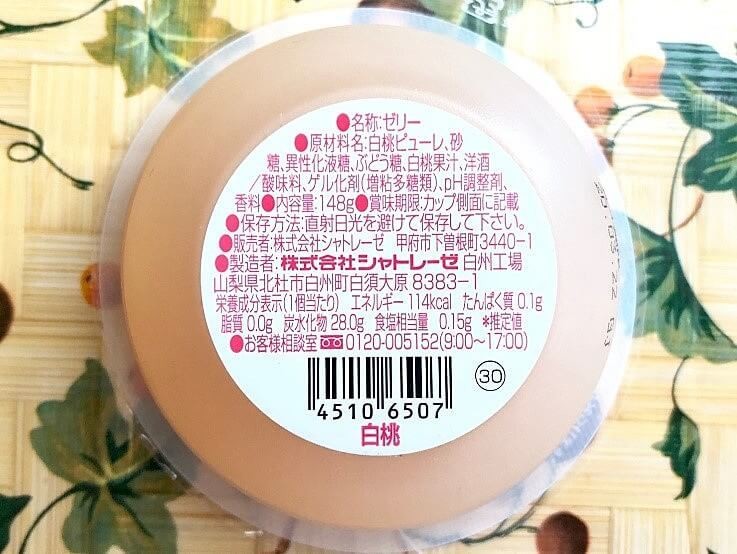 ●名称:ゼリー
●原材料名:白桃ピューレ、砂
糖、異性化液糖、ぶどう糖、白桃果汁、洋酒
/酸味料、ゲル化剤(増粘多糖類)、pH調整剤、
香料●内容量:148g●賞味期限:カップ側面に記載
●保存方法:直射日光を避けて保存して下さい。
●販売者:株式会社シャトレーゼ 甲府市下曽根町3440-1
●製造者:株式会社シャトレーゼ 白州工場
山梨県北杜市白州町白須大原 8383-1
栄養成分表示(1個当たり) エネルギー 114kcal たんぱく質 0.1g
脂質 0.0g 炭水化物 28.0g 食塩相当量 0.15g *推定値
●お客様相談室 0120-005152(9:00~17:00)
30
4510 6507
白桃